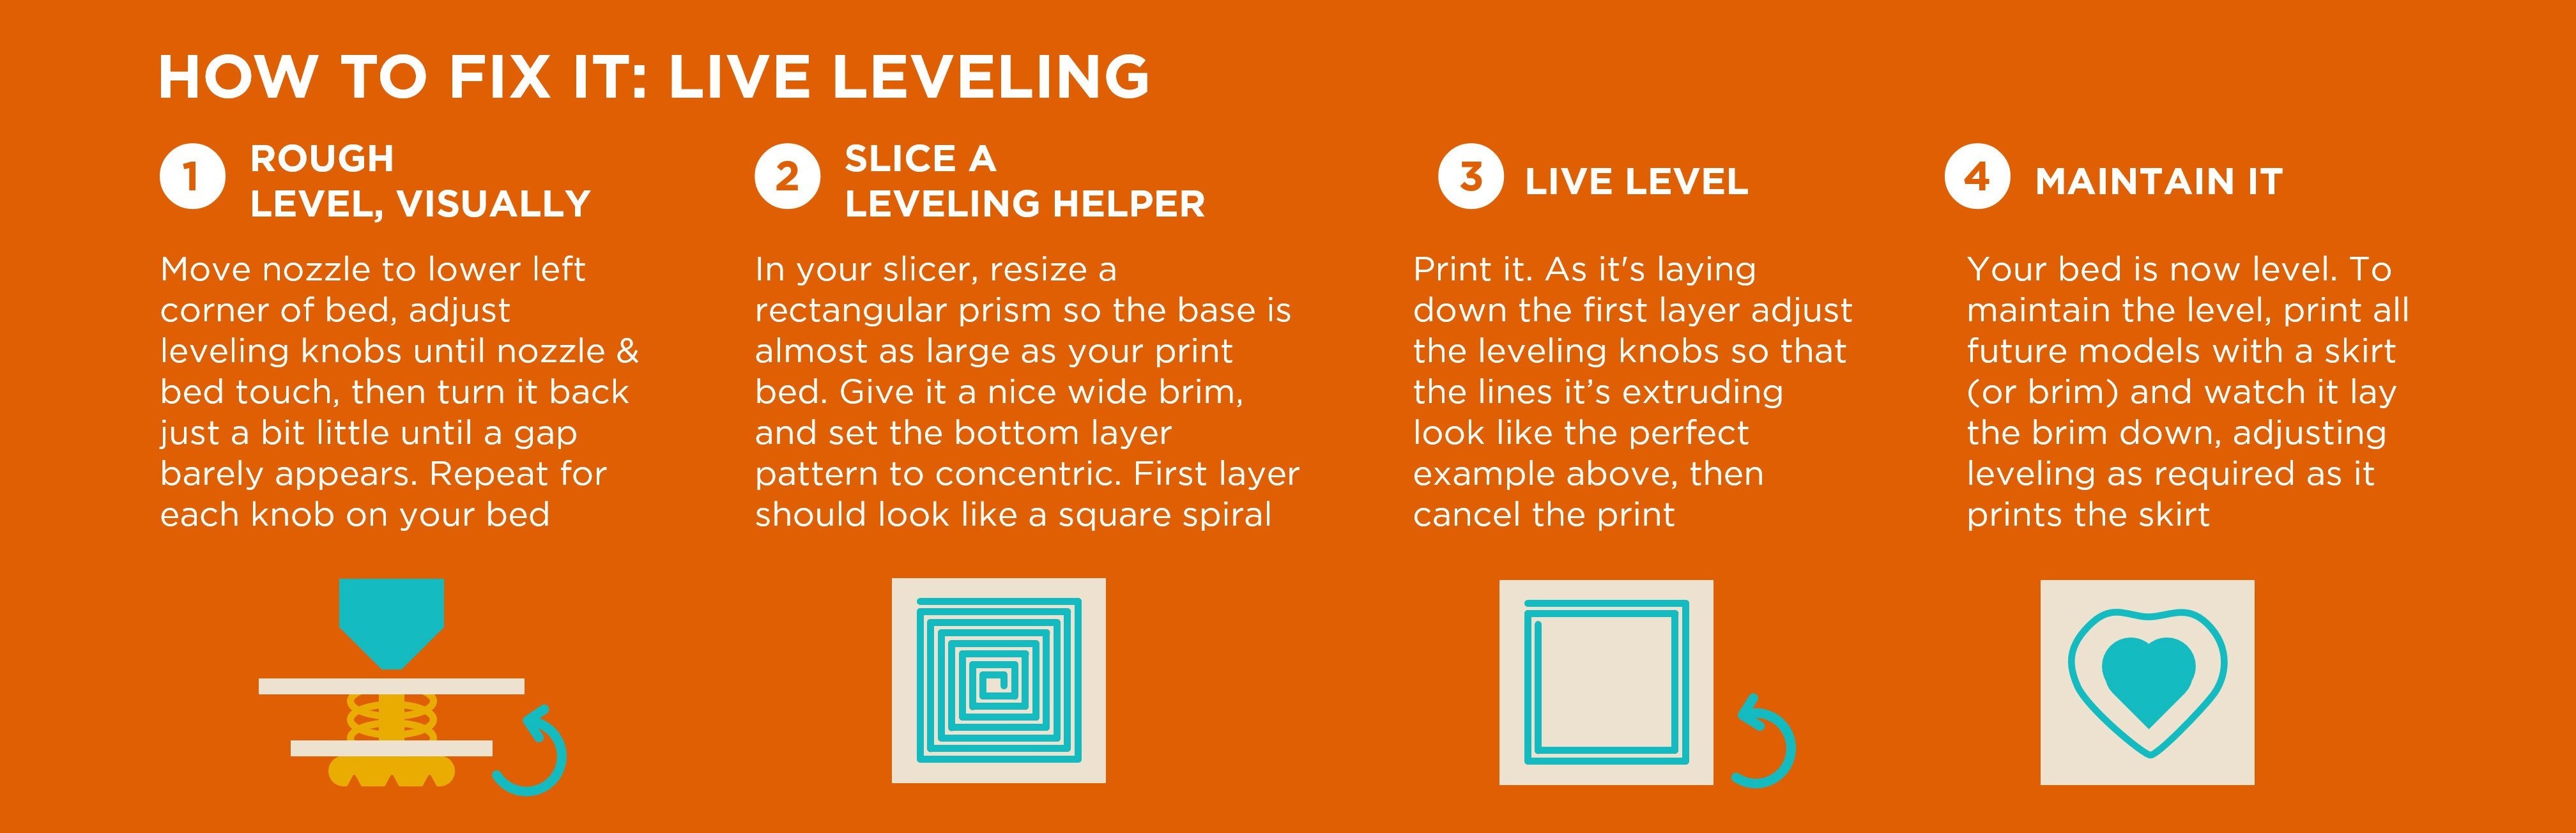 HOW TO FIX IT: LIVE LEVELING
1
ROUGH
LEVEL, VISUALLY
Move nozzle to lower left
corner of bed, adjust
leveling knobs until nozzle &
bed touch, then turn it back
just a bit little until a gap
barely appears. Repeat for
each knob on your bed
2
SLICE A
LEVELING HELPER
In your slicer, resize a
rectangular prism so the base is
almost as large as your print
bed. Give it a nice wide brim,
and set the bottom layer
pattern to concentric. First layer
should look like a square spiral
3
LIVE LEVEL
Print it. As it's laying
down the first layer adjust
the leveling knobs so that
the lines it’s extruding
look like the perfect
example above, then
cancel the print
4
MAINTAIN IT
Your bed is now level. To
maintain the level, print all
future models with a skirt
(or brim) and watch it lay
the brim down, adjusting
leveling as required as it
prints the skirt